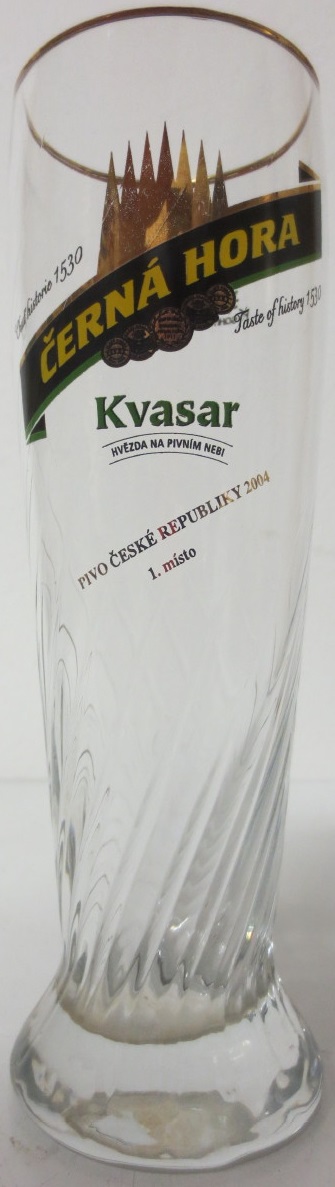 Chuť historie 1530
ČERNÁ HORA
Taste of history 1530
Kvasar
HVĚZDA NA PIVNÍM NEBI
PIVO ČESKÉ REPUBLIKY 2004
1. místo